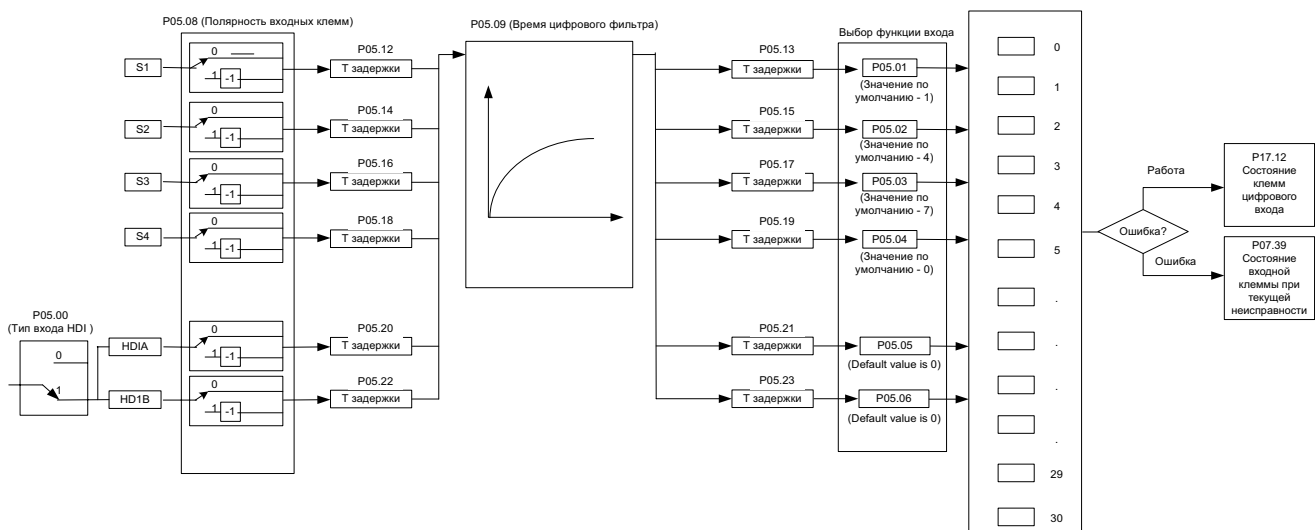 P05.08 (Полярность входных клемм)
S1
0
1
-1
S2
0
1
-1
S3
0
1
-1
S4
0
1
-1
P05.00
(Тип входа HDI )
0
1
HDIA
0
1
-1
HD1B
0
1
-1
P05.12
Т задержки
P05.14
Т задержки
P05.16
Т задержки
P05.18
Т задержки
P05.20
Т задержки
P05.22
Т задержки
P05.09 (Время цифрового фильтра)
P05.13
Т задержки
P05.15
Т задержки
P05.17
Т задержки
P05.19
Т задержки
P05.21
Т задержки
P05.23
Т задержки
Выбор функции входа
P05.01
(Значение по
умолчанию - 1)
P05.02
(Значение по
умолчанию - 4)
P05.03
(Значение по
умолчанию - 7)
P05.04
(Значение по
умолчанию - 0)
P05.05
(Default value is 0)
P05.06
(Default value is 0)
0
1
2
3
4
5
.
.
.
.
29
30
Ошибка?
Работа
P17.12
Состояние
клемм
цифрового
входа
Ошибка
P07.39
Состояние
входной
клеммы при
текущей
неисправности